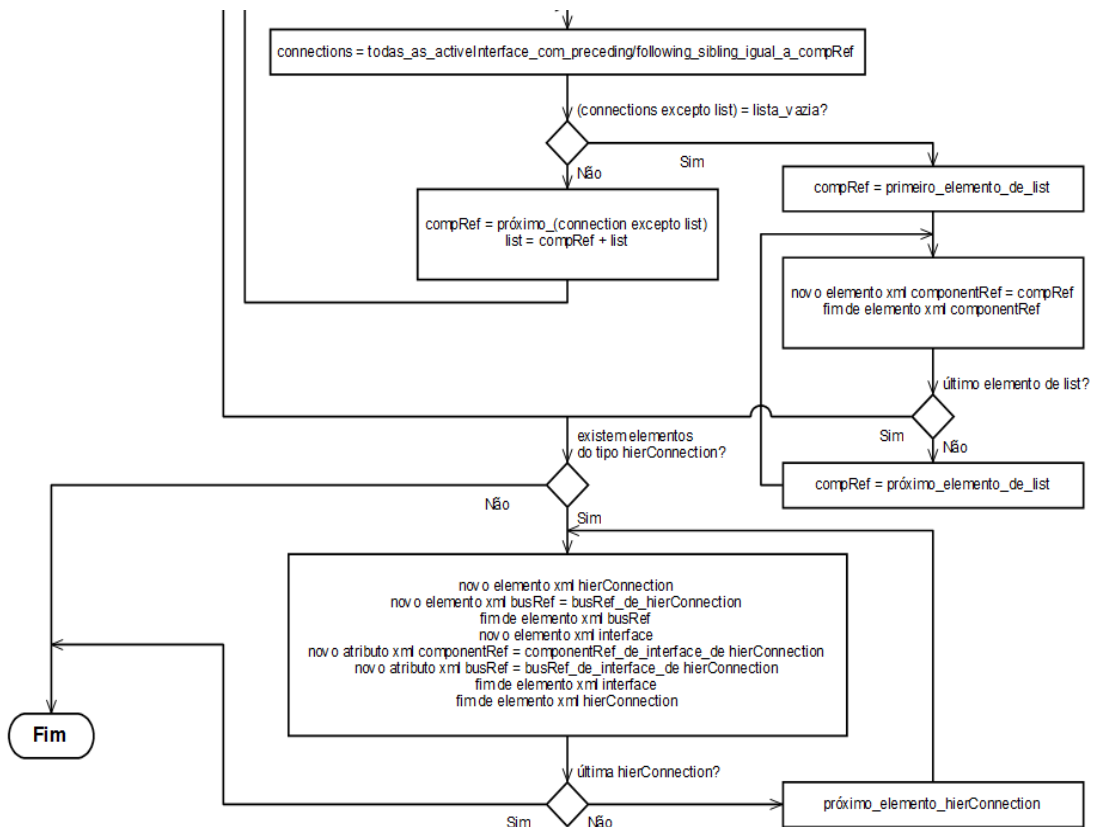 connections = todas_as_activeInterface_com_preceding/following_sibling_igual_a_compRef
(connections excepto list) = lista_vazia?
Sim
Não
compRef = primeiro_elemento_de_list
compRef = próximo_(connection excepto list)
list = compRef + list
novo elemento xml componentRef = compRef
fim de elemento xml componentRef
último elemento de list?
Sim
Não
compRef = próximo_elemento_de_list
existem elementos
do tipo hierConnection?
Não
Sim
novo elemento xml hierConnection
novo elemento xml busRef = busRef_de_hierConnection
fim de elemento xml busRef
novo elemento xml interface
novo atributo xml componentRef = componentRef_de_interface_de hierConnection
novo atributo xml busRef = busRef_de_interface_de hierConnection
fim de elemento xml interface
fim de elemento xml hierConnection
Fim
última hierConnection?
Sim
Não
próximo_elemento_hierConnection